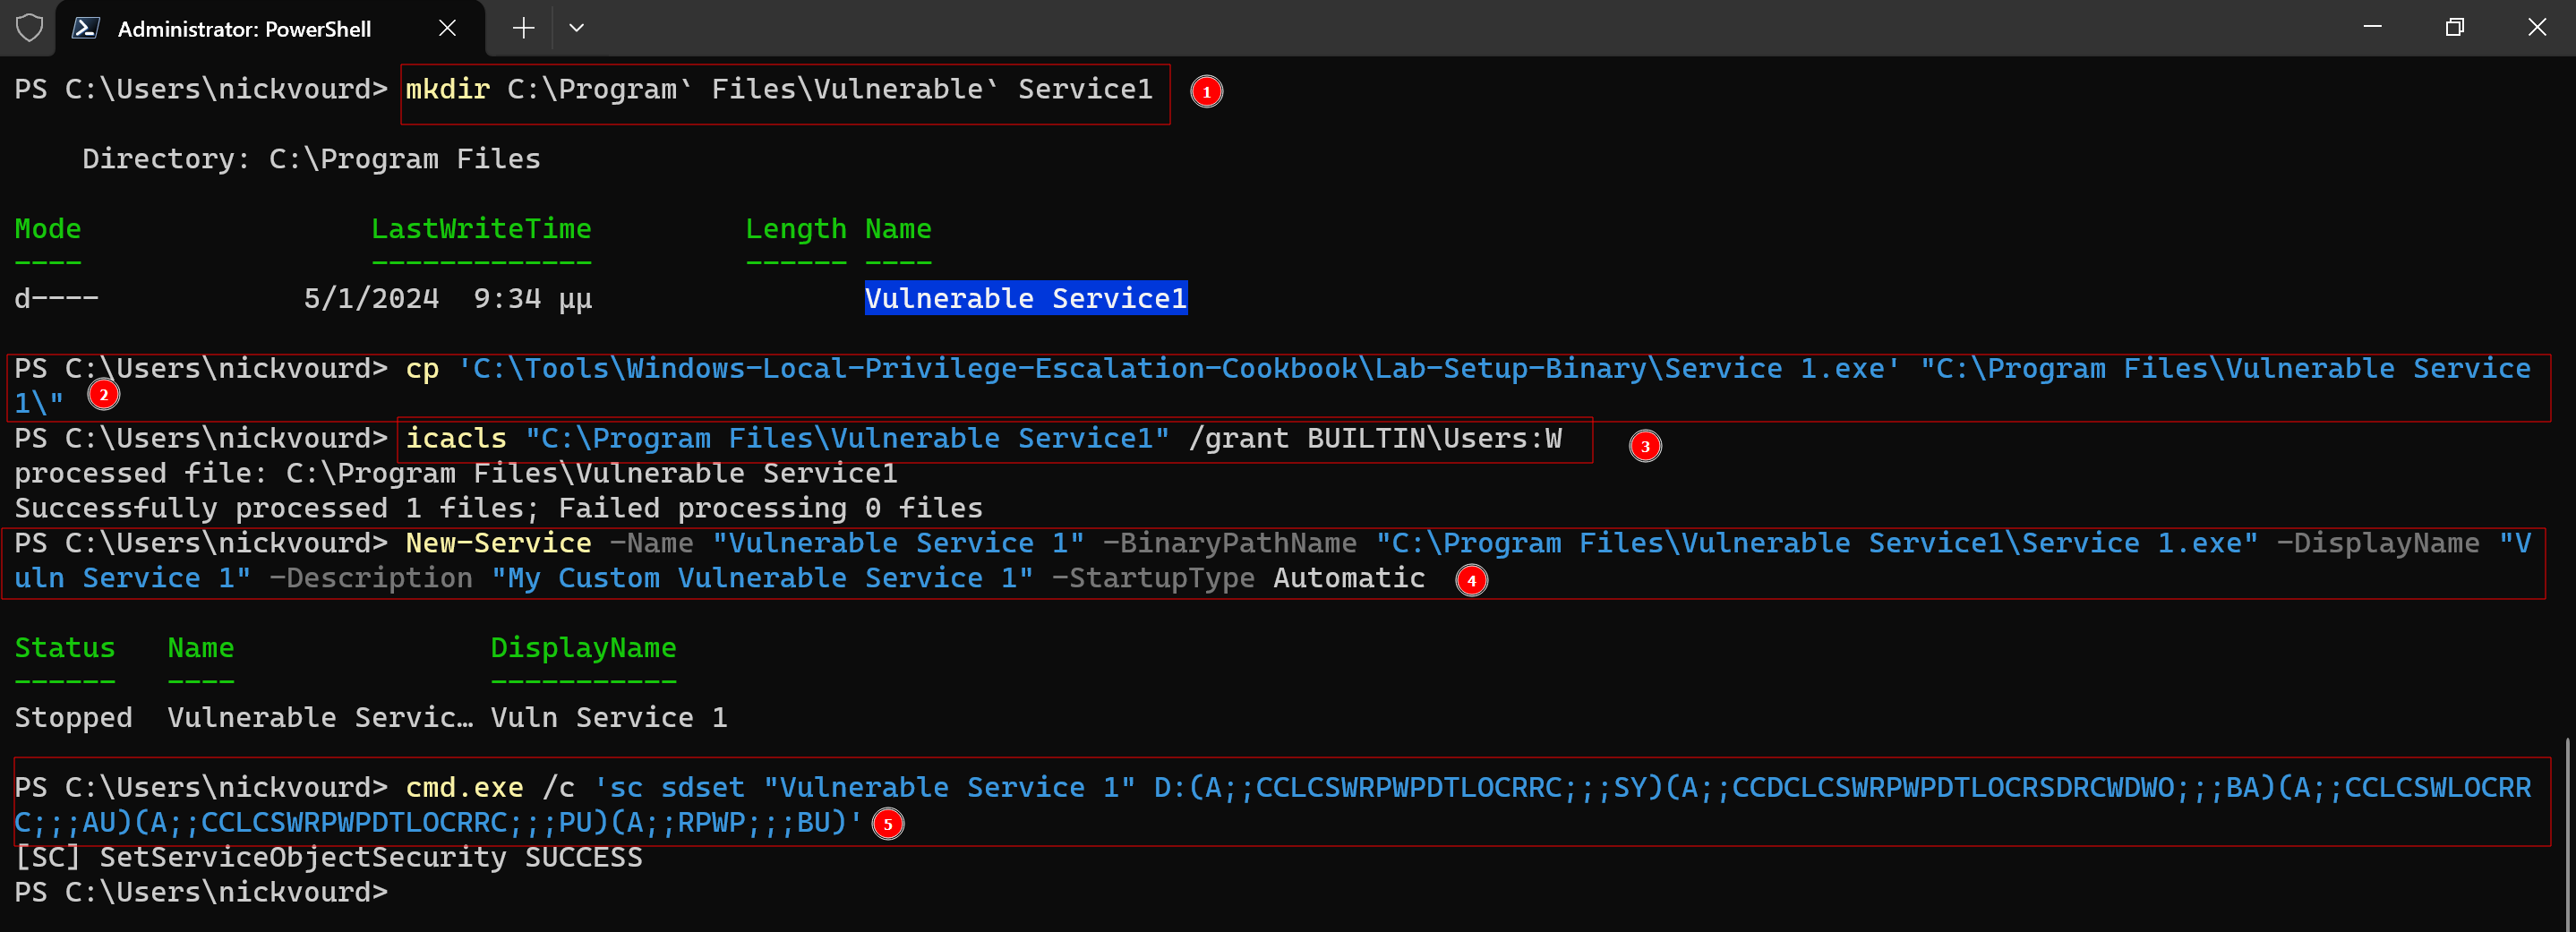 Administrator: PowerShell
PS C:\Users\nickvourd> mkdir C:\Program` Files\Vulnerable` Service1
1
Directory: C:\Program Files
Mode LastWriteTime Length Name
---- ------------- ------ ----
d---- 5/1/2024 9:34 μμ Vulnerable Service1
PS C:\Users\nickvourd> cp 'C:\Tools\Windows-Local-Privilege-Escalation-Cookbook\Lab-Setup-Binary\Service 1.exe' "C:\Program Files\Vulnerable Service
1\"
2
PS C:\Users\nickvourd> icacls "C:\Program Files\Vulnerable Service1" /grant BUILTIN\Users:W
3
processed file: C:\Program Files\Vulnerable Service1
Successfully processed 1 files; Failed processing 0 files
PS C:\Users\nickvourd> New-Service -Name "Vulnerable Service 1" -BinaryPathName "C:\Program Files\Vulnerable Service1\Service 1.exe" -DisplayName "V
uln Service 1" -Description "My Custom Vulnerable Service 1" -StartupType Automatic
4
Status Name DisplayName
------ ---- -----------
Stopped Vulnerable Servic… Vuln Service 1
PS C:\Users\nickvourd> cmd.exe /c 'sc sdset "Vulnerable Service 1" D:(A;;CCLCSWRPWPDTLOCRRC;;;SY)(A;;CCDCLCSWRPWPDTLOCRSDRCWDWO;;;BA)(A;;CCLCSWLOCRR
C;;;AU)(A;;CCLCSWRPWPDTLOCRRC;;;PU)(A;;RPWP;;;BU)'
5
[SC] SetServiceObjectSecurity SUCCESS
PS C:\Users\nickvourd>